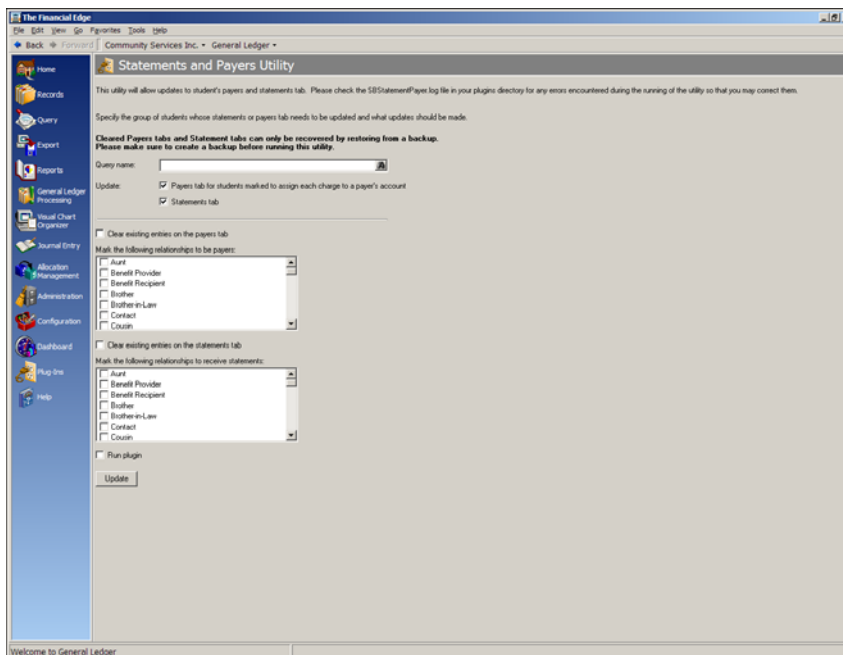 The Financial Edge
File Edit View Go Favorites Tools Help
Back Forward Community Services Inc. General Ledger
Home
Records
Query
Export
Reports
General Ledger
Processing
Visual Chart
Organizer
Journal Entry
Allocation
Management
Administration
Configuration
Dashboard
Plug-Ins
Help
Statements and Payers Utility
This utility will allow updates to student's payers and statements tab. Please check the SBStatementPayer.log file in your plugins directory for any errors encountered during the running of the utility so that you may correct them.
Specify the group of students whose statements or payers tab needs to be updated and what updates should be made.
Cleared Payers tabs and Statement tabs can only be recovered by restoring from a backup.
Please make sure to create a backup before running this utility.
Query name:
Update: Payers tab for students marked to assign each charge to a payer's account
Statements tab
Clear existing entries on the payers tab
Mark the following relationships to be payers:
Aunt
Benefit Provider
Benefit Recipient
Brother
Brother-in-Law
Contact
Cousin
Clear existing entries on the statements tab
Mark the following relationships to receive statements:
Aunt
Benefit Provider
Benefit Recipient
Brother
Brother-in-Law
Contact
Cousin
Run plugin
Update
Welcome to General Ledger